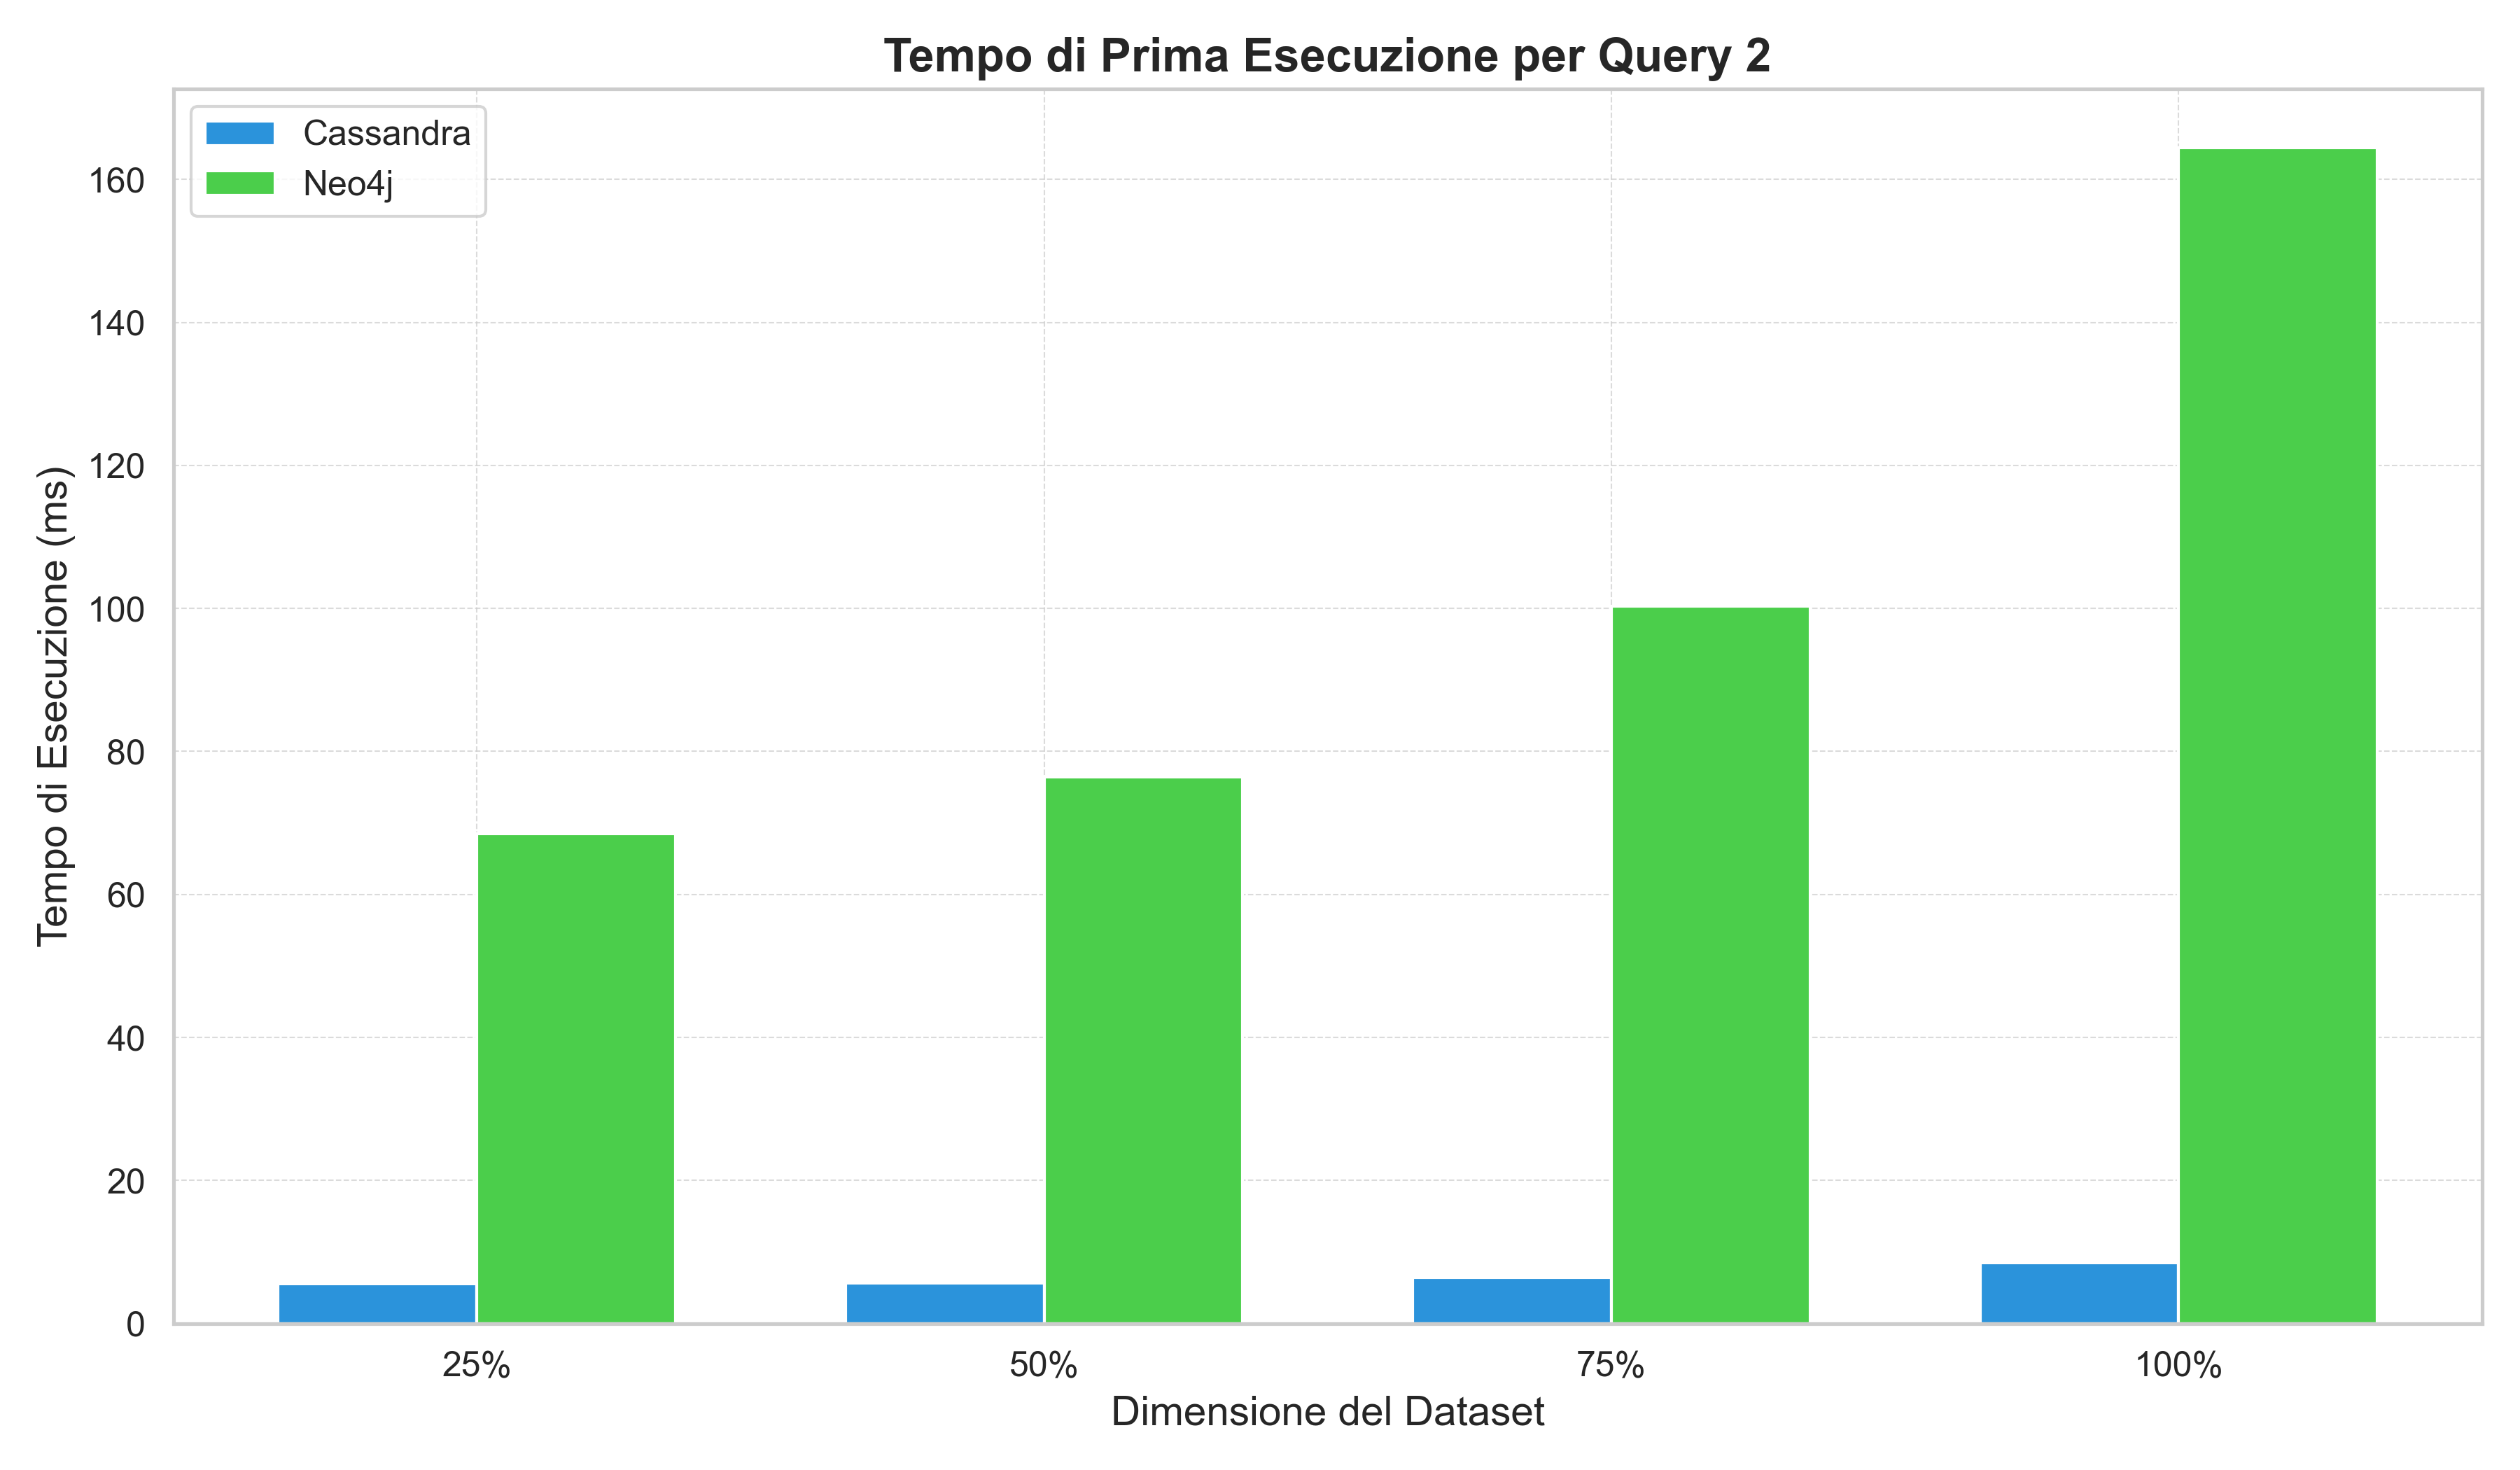 Tempo di Prima Esecuzione per Query 2
Cassandra
Neo4j
Tempo di Esecuzione (ms)
160
140
120
100
80
60
40
20
0
25%
50%
75%
100%
Dimensione del Dataset